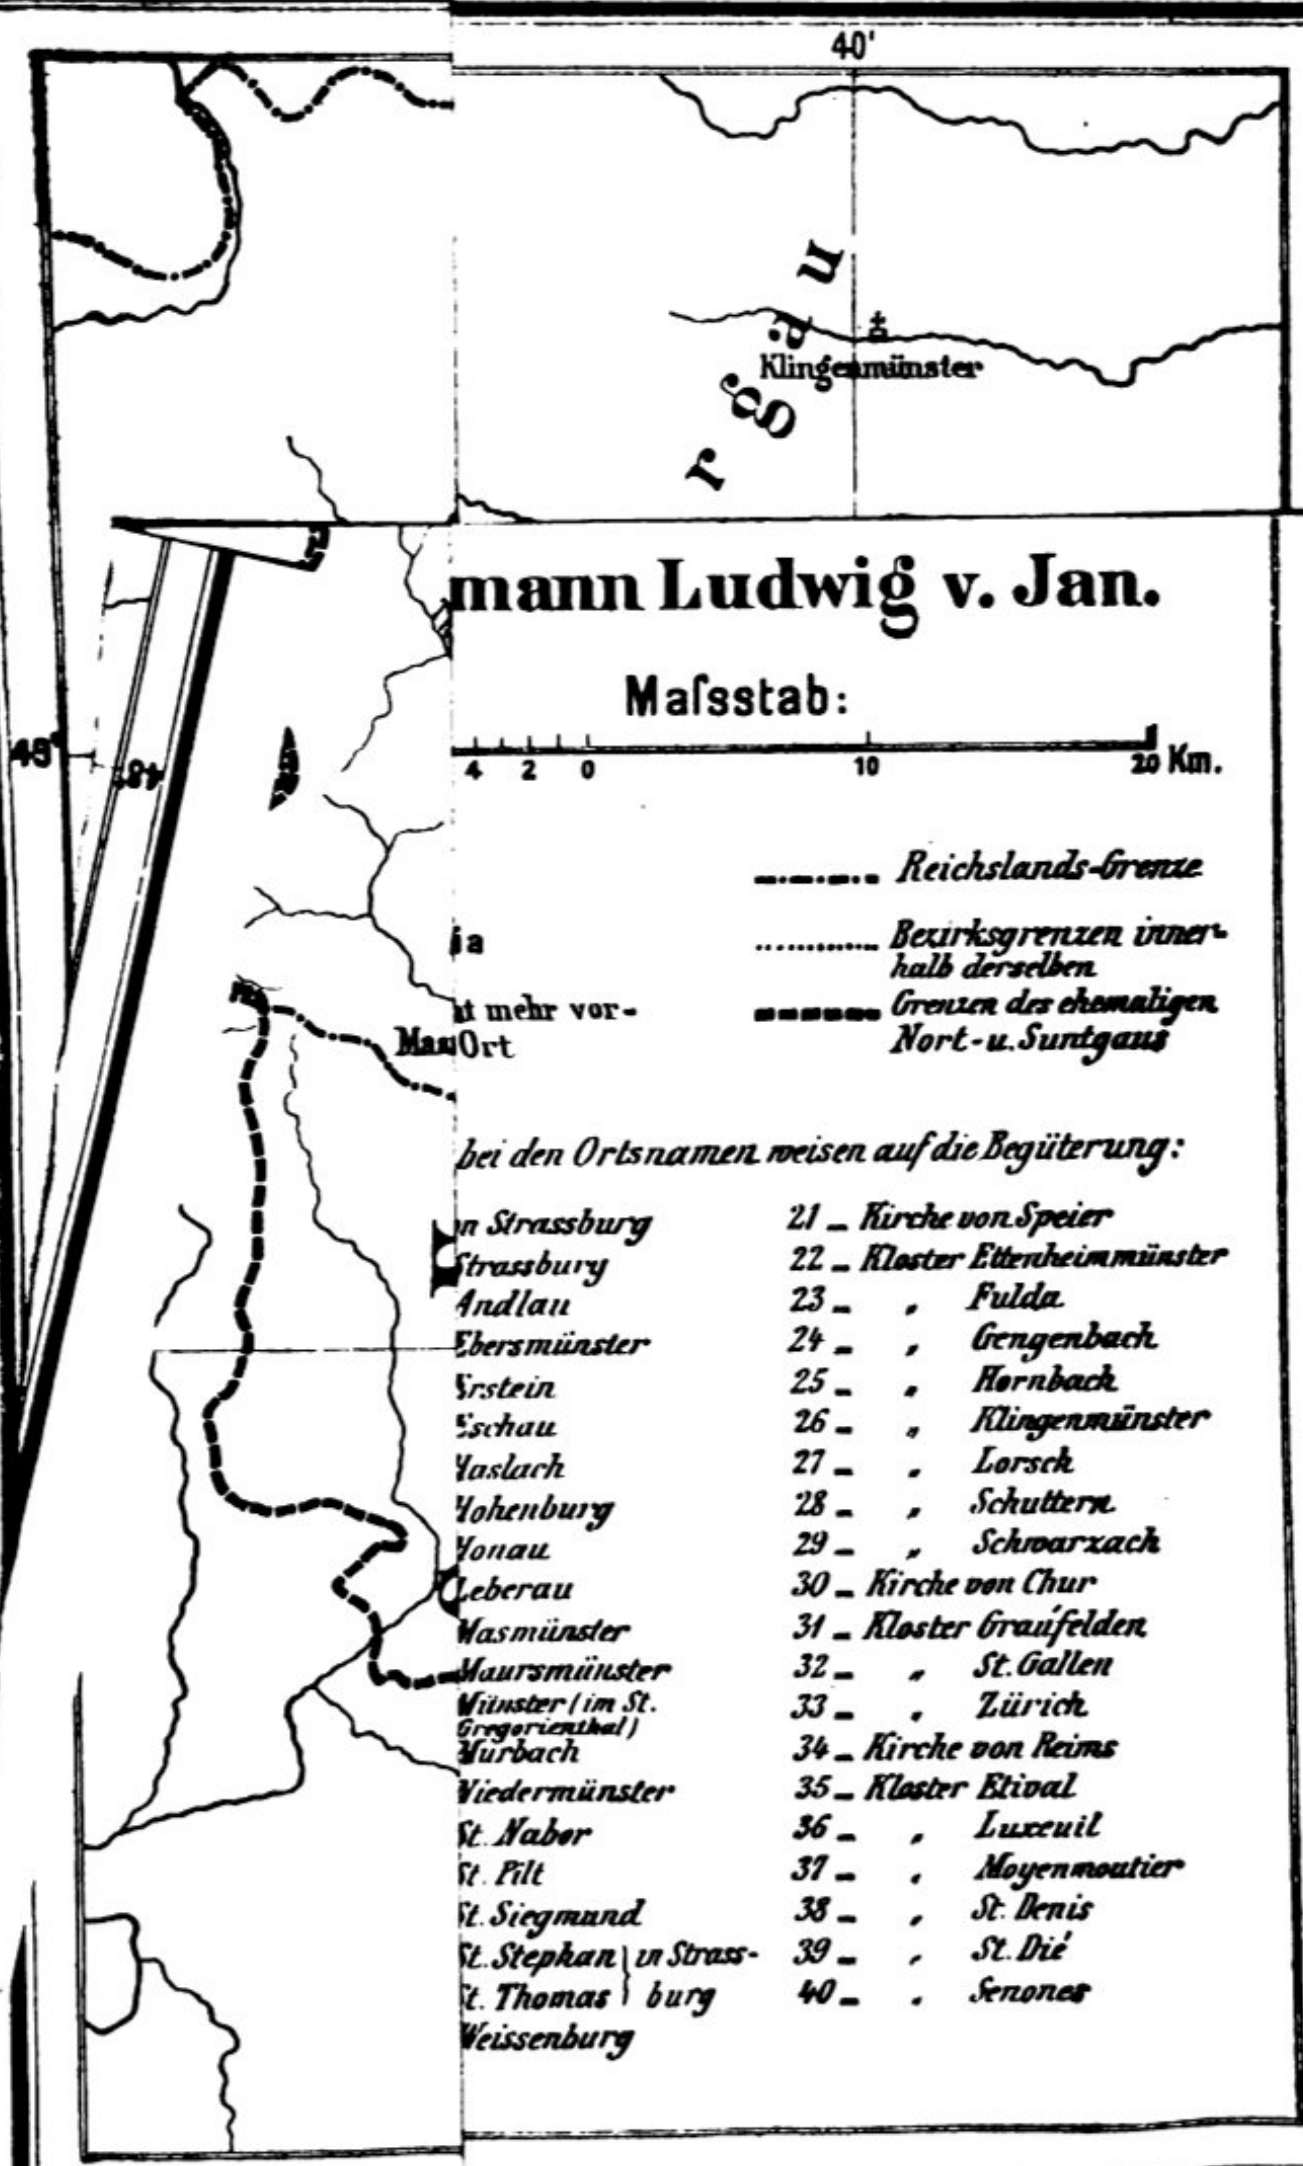 40'
u
a
Klingenmünster
g
r
mann Ludwig v. Jan.
Maſsstab:
4 2 0 10 20 Km.
48°
Reichslands-Grenze
ia
Bezirksgrenzen inner-
halb derselben
nt mehr vor-
Grenzen des ehemaligen
Ort
Nort- u. Suntgaus
bei den Ortsnamen weisen auf die Begüterung:
n Strassburg
Strassburg
Andlau
Ebersmünster
Erstein
Eschau
Haslach
Hohenburg
Honau
Leberau
Masmünster
Maursmünster
Münster (im St.
Gregorienthal)
Murbach
Niedermünster
St. Nabor
St. Pilt
St. Siegmund
St. Stephan } in Strass-
St. Thomas } burg
Weissenburg
21 _ Kirche von Speier
22 _ Kloster Ettenheimmünster
23 _ „ Fulda
24 _ „ Gengenbach
25 _ „ Hornbach
26 _ „ Klingenmünster
27 _ „ Lorsch
28 _ „ Schuttern
29 _ „ Schwarzach
30 _ Kirche von Chur
31 _ Kloster Graufelden
32 _ „ St. Gallen
33 _ „ Zürich
34 _ Kirche von Reims
35 _ Kloster Etival
36 _ „ Luxeuil
37 _ „ Moyenmoutier
38 _ „ St. Denis
39 _ „ St. Dié
40 _ „ Senones